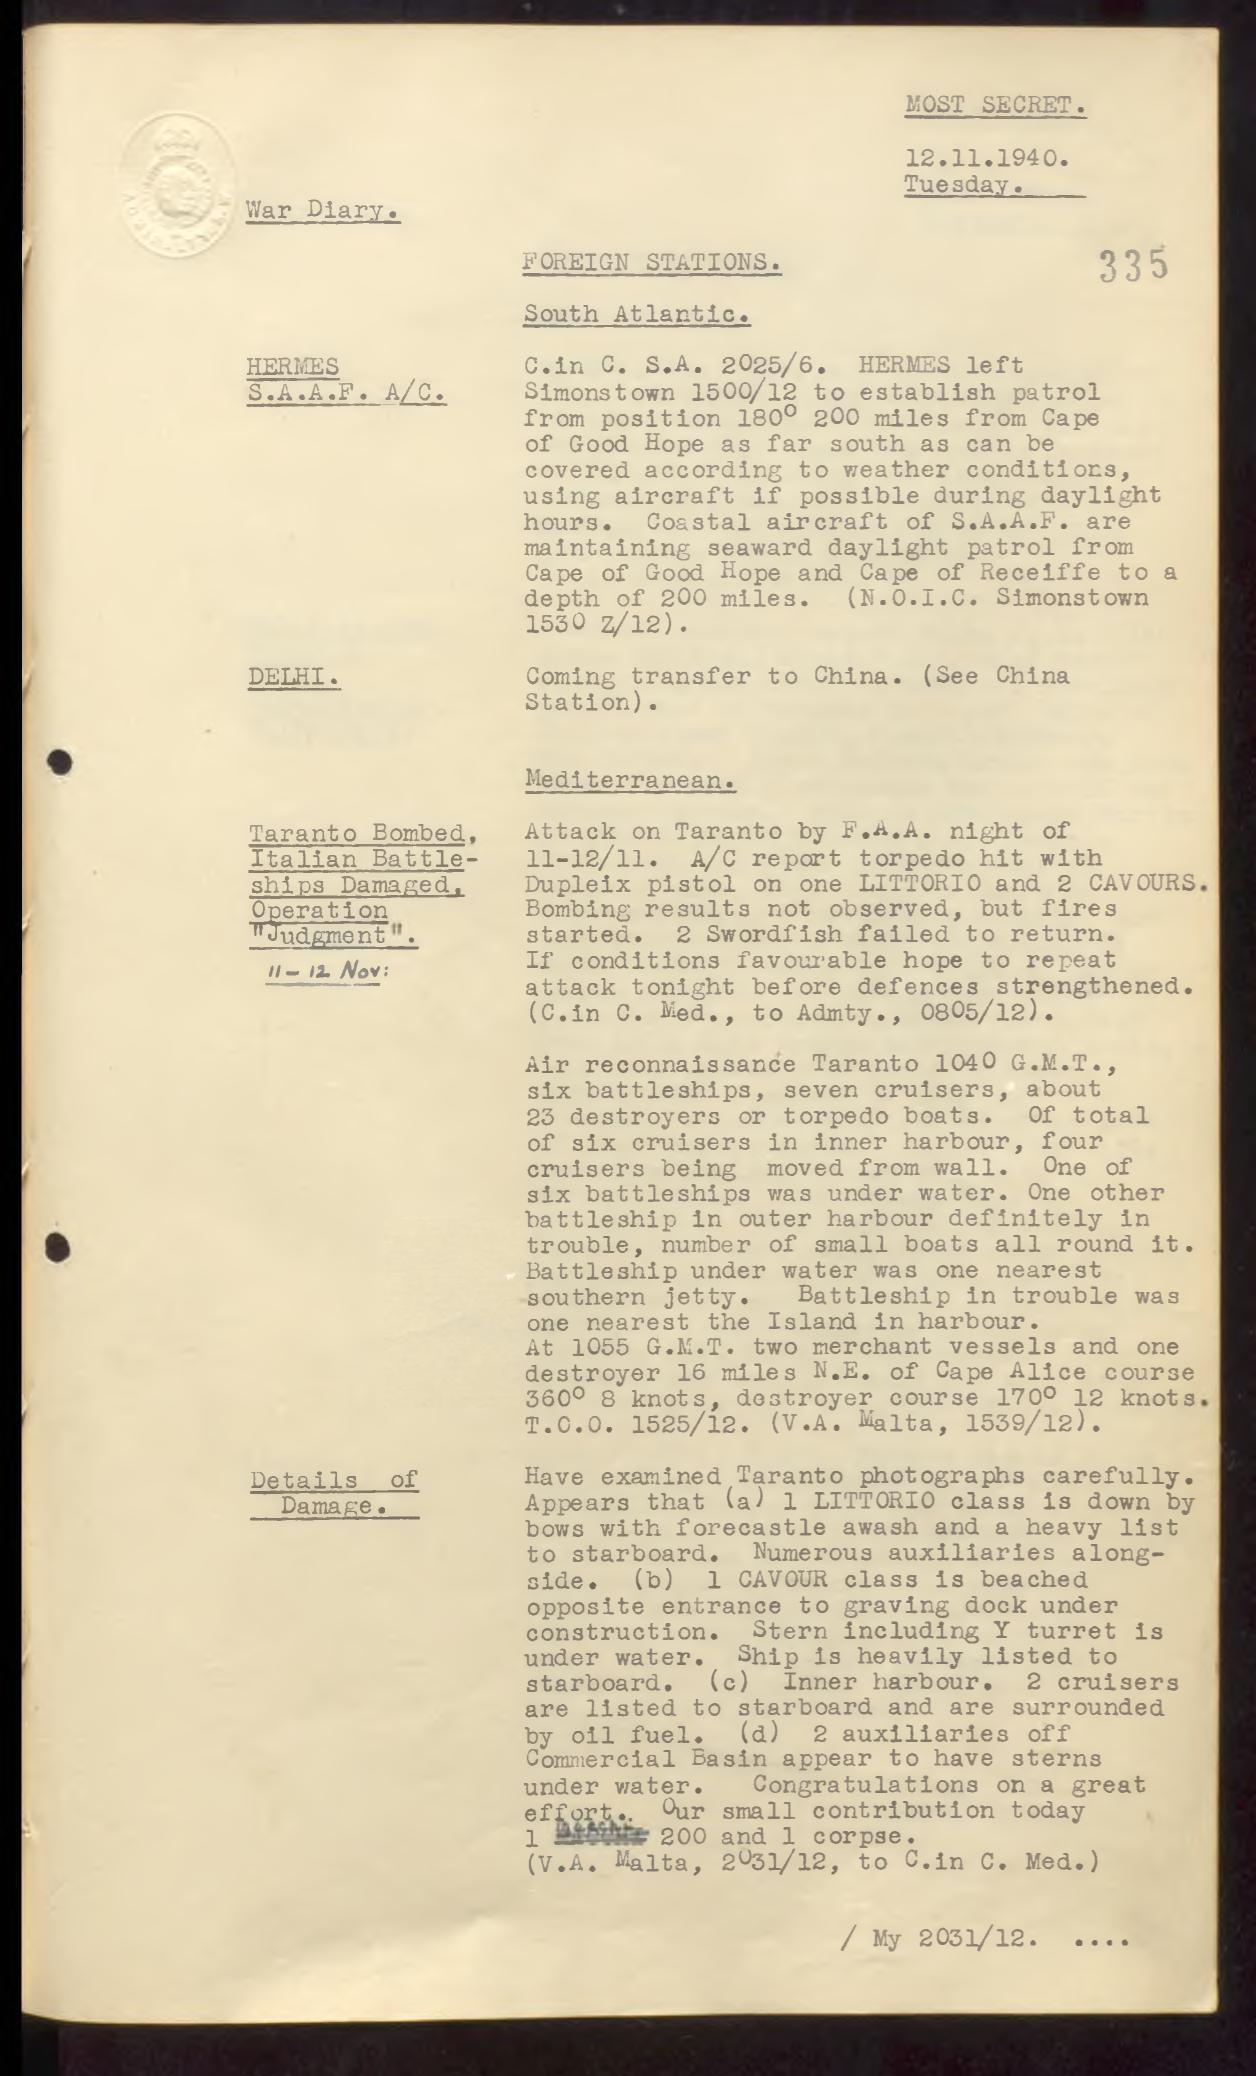 MOST SECRET.
12.11.1940.
Tuesday.
War Diary.
FOREIGN STATIONS.
335
South Atlantic.
HERMES
S.A.A.F. A/C.
C.in C. S.A. 2025/6. HERMES left
Simonstown 1500/12 to establish patrol
from position 180° 200 miles from Cape
of Good Hope as far south as can be
covered according to weather conditions,
using aircraft if possible during daylight
hours. Coastal aircraft of S.A.A.F. are
maintaining seaward daylight patrol from
Cape of Good Hope and Cape of Receiffe to a
depth of 200 miles. (N.O.I.C. Simonstown
1530 Z/12).
DELHI.
Coming transfer to China. (See China
Station).
Mediterranean.
Taranto Bombed,
Italian Battle-
ships Damaged,
Operation
"Judgment".
11-12 Nov:
Attack on Taranto by F.A.A. night of
11-12/11. A/C report torpedo hit with
Dupleix pistol on one LITTORIO and 2 CAVOURS.
Bombing results not observed, but fires
started. 2 Swordfish failed to return.
If conditions favourable hope to repeat
attack tonight before defences strengthened.
(C.in C. Med., to Admty., 0805/12).
Air reconnaissance Taranto 1040 G.M.T.,
six battleships, seven cruisers, about
23 destroyers or torpedo boats. Of total
of six cruisers in inner harbour, four
cruisers being moved from wall. One of
six battleships was under water. One other
battleship in outer harbour definitely in
trouble, number of small boats all round it.
Battleship under water was one nearest
southern jetty. Battleship in trouble was
one nearest the Island in harbour.
At 1055 G.M.T. two merchant vessels and one
destroyer 16 miles N.E. of Cape Alice course
360° 8 knots, destroyer course 170° 12 knots.
T.O.O. 1525/12. (V.A. Malta, 1539/12).
Details of
Damage.
Have examined Taranto photographs carefully.
Appears that (a) 1 LITTORIO class is down by
bows with forecastle awash and a heavy list
to starboard. Numerous auxiliaries along-
side. (b) 1 CAVOUR class is beached
opposite entrance to graving dock under
construction. Stern including Y turret is
under water. Ship is heavily listed to
starboard. (c) Inner harbour. 2 cruisers
are listed to starboard and are surrounded
by oil fuel. (d) 2 auxiliaries off
Commercial Basin appear to have sterns
under water. Congratulations on a great
effort.. Our small contribution today
1 200 and 1 corpse.
(V.A. Malta, 2031/12, to C.in C. Med.)
/ My 2031/12. ....